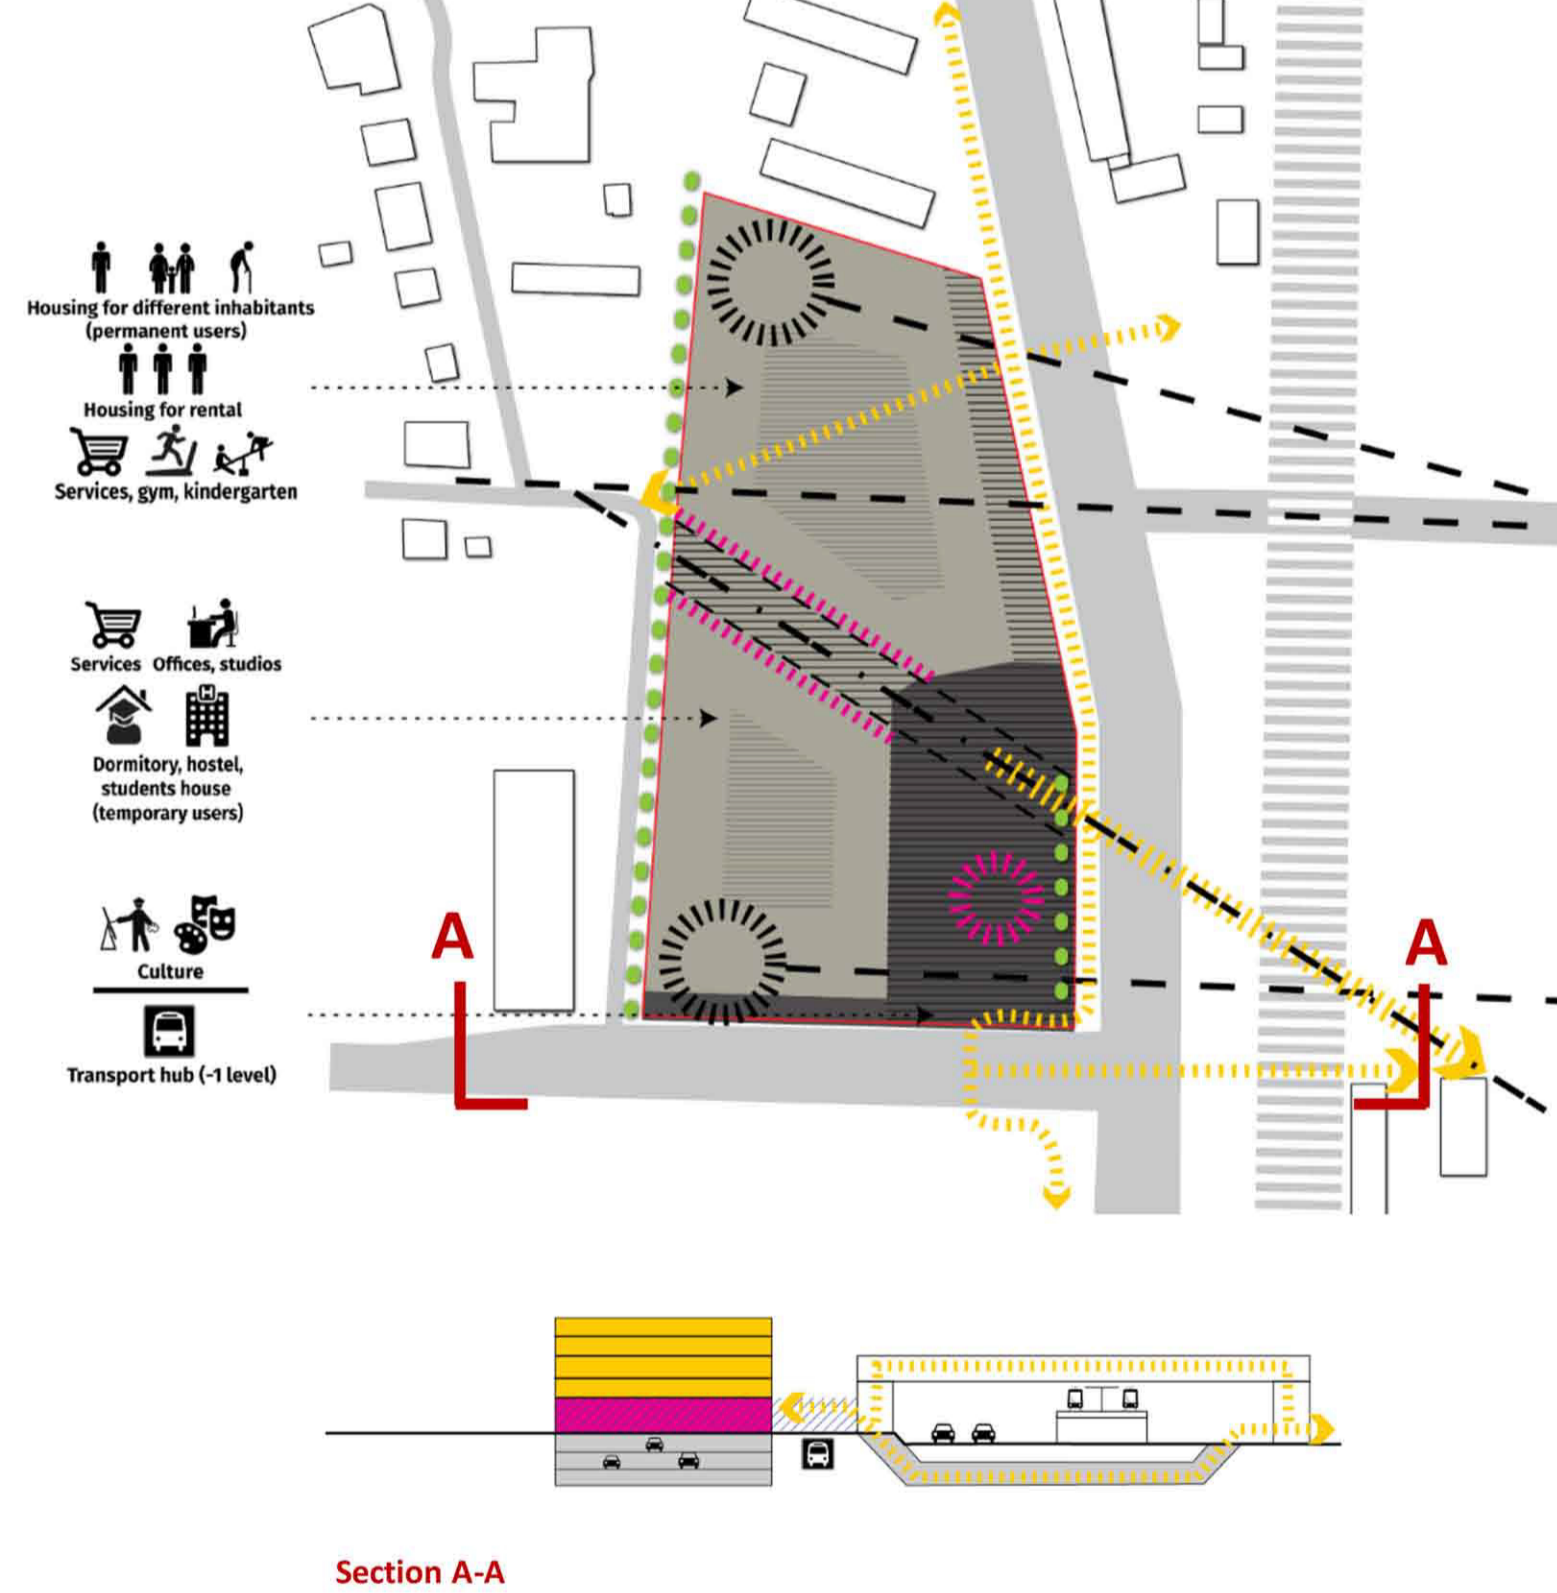 Housing for different inhabitants
(permanent users)
Housing for rental
Services, gym, kindergarten
Services Offices, studios
H
Dormitory, hostel,
students house
(temporary users)
Culture
Transport hub (-1 level)
A
A
Section A-A